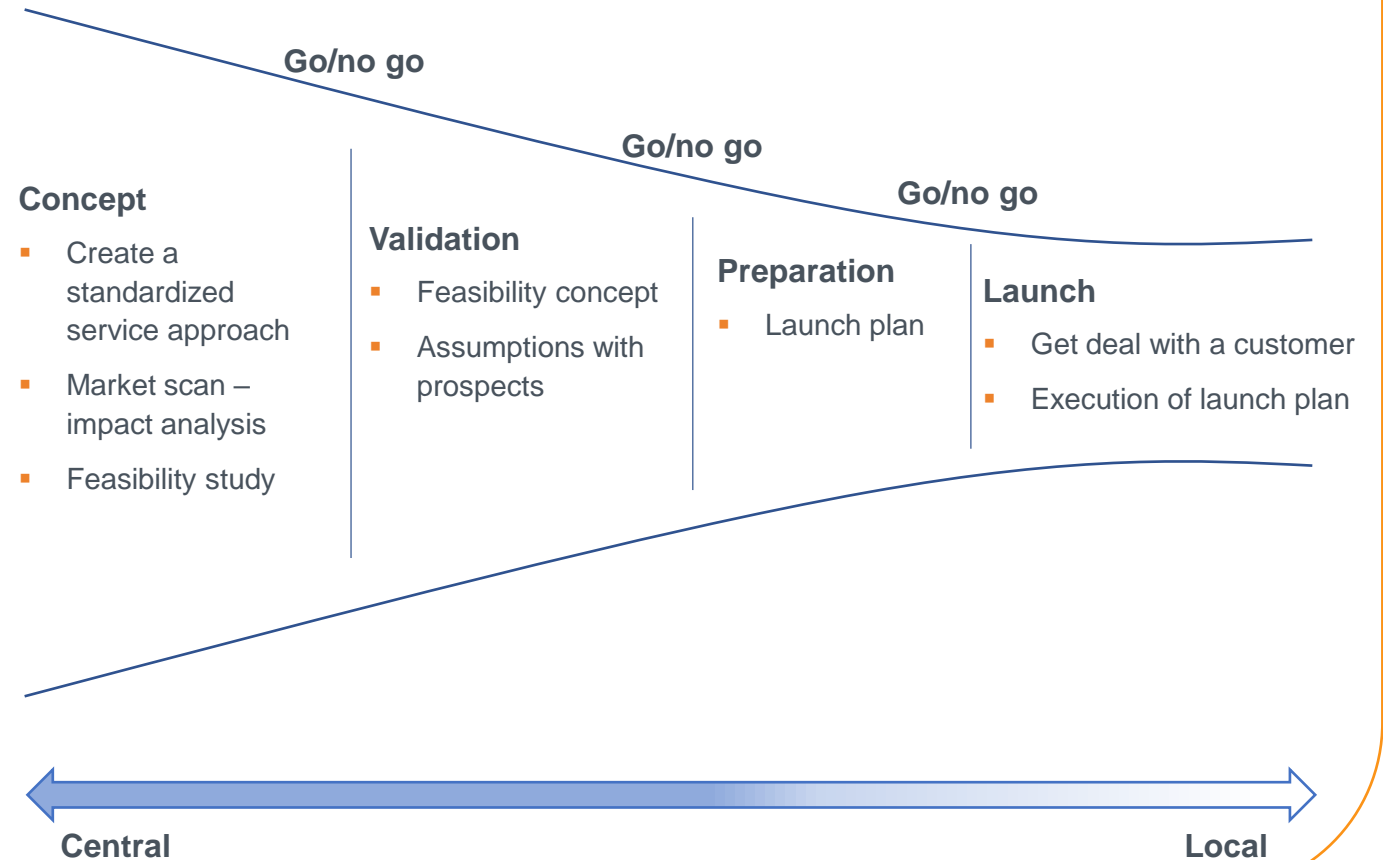 Go/no go
Go/no go
Go/no go
Concept
▪ Create a
standardized
service approach
▪ Market scan –
impact analysis
▪ Feasibility study
Validation
▪ Feasibility concept
▪ Assumptions with
prospects
Preparation
▪ Launch plan
Launch
▪ Get deal with a customer
▪ Execution of launch plan
Central
Local